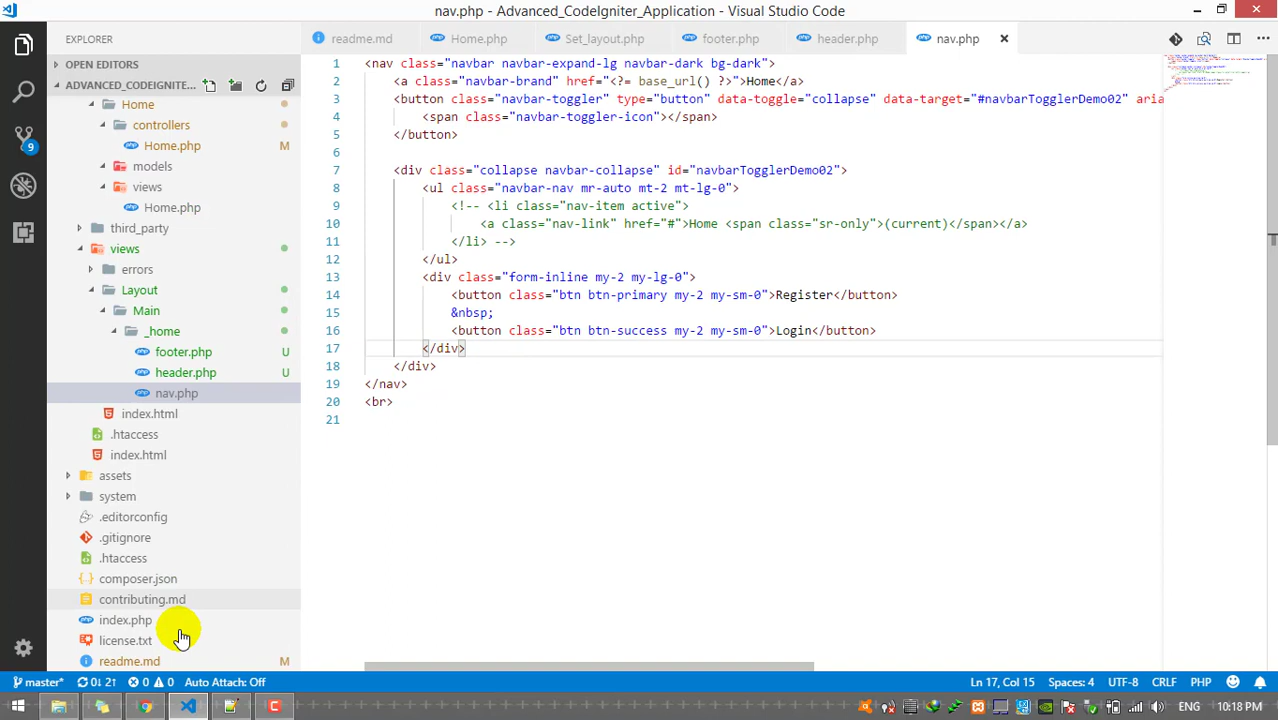 nav.php - Advanced_CodeIgniter_Application - Visual Studio Code
EXPLORER
OPEN EDITORS
ADVANCED_CODEIGNITE...
Home
controllers
Home.php M
models
views
Home.php
third_party
views
errors
Layout
Main
_home
footer.php U
header.php U
nav.php
index.html
.htaccess
index.html
assets
system
.editorconfig
.gitignore
.htaccess
composer.json
contributing.md
index.php
license.txt
readme.md M
9
readme.md Home.php Set_layout.php footer.php header.php nav.php
1 <nav class="navbar navbar-expand-lg navbar-dark bg-dark">
2 <a class="navbar-brand" href="<?= base_url() ?>">Home</a>
3 <button class="navbar-toggler" type="button" data-toggle="collapse" data-target="#navbarTogglerDemo02" aria
4 <span class="navbar-toggler-icon"></span>
5 </button>
6
7 <div class="collapse navbar-collapse" id="navbarTogglerDemo02">
8 <ul class="navbar-nav mr-auto mt-2 mt-lg-0">
9 <!-- <li class="nav-item active">
10 <a class="nav-link" href="#">Home <span class="sr-only">(current)</span></a>
11 </li> -->
12 </ul>
13 <div class="form-inline my-2 my-lg-0">
14 <button class="btn btn-primary my-2 my-sm-0">Register</button>
15 &nbsp;
16 <button class="btn btn-success my-2 my-sm-0">Login</button>
17 </div>
18 </div>
19 </nav>
20 <br>
21
master* 0↓ 2↑ 0 0 Auto Attach: Off Ln 17, Col 15 Spaces: 4 UTF-8 CRLF PHP
ENG 10:18 PM